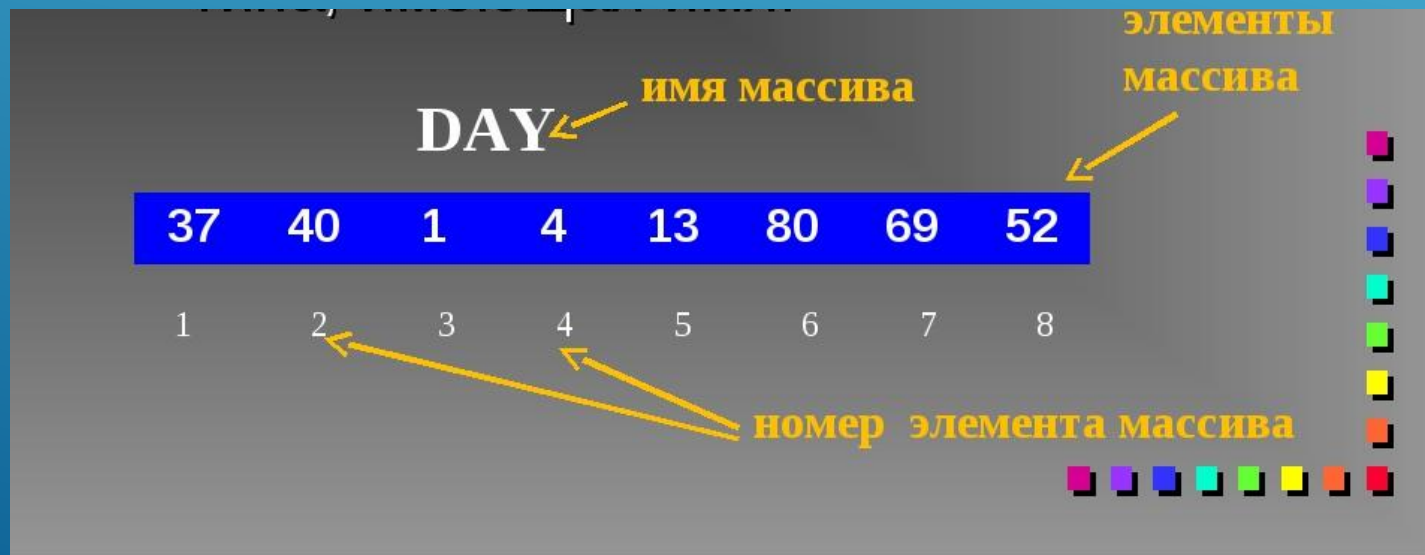 элементы
массива
имя массива
DAY
37 40 1 4 13 80 69 52
1 2 3 4 5 6 7 8
номер элемента массива